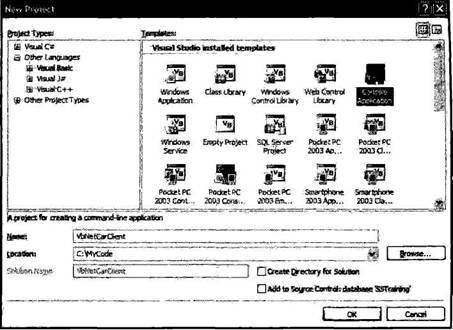 New Project
Project Types:
Templates:
Visual C#
Other Languages
Visual Basic
Visual J#
Visual C++
Other Project Types
Visual Studio installed templates
Windows Application
Class Library
Windows Control Library
Web Control Library
Console Application
Windows Service
Empty Project
SQL Server Project
Pocket PC 2003 Ap...
Pocket PC 2003 Cl...
Pocket PC 2003 Cont...
Pocket PC 2003 Cons...
Pocket PC 2003 Em...
Smartphone 2003 App...
Smartphone 2003 Cla...
A project for creating a command-line application
Name:
VbNetCarClient
Location:
C:\MyCode
Browse...
Solution Name:
VbNetCarClient
Create Directory for Solution
Add to Source Control: database 'SSTraining'
OK
Cancel